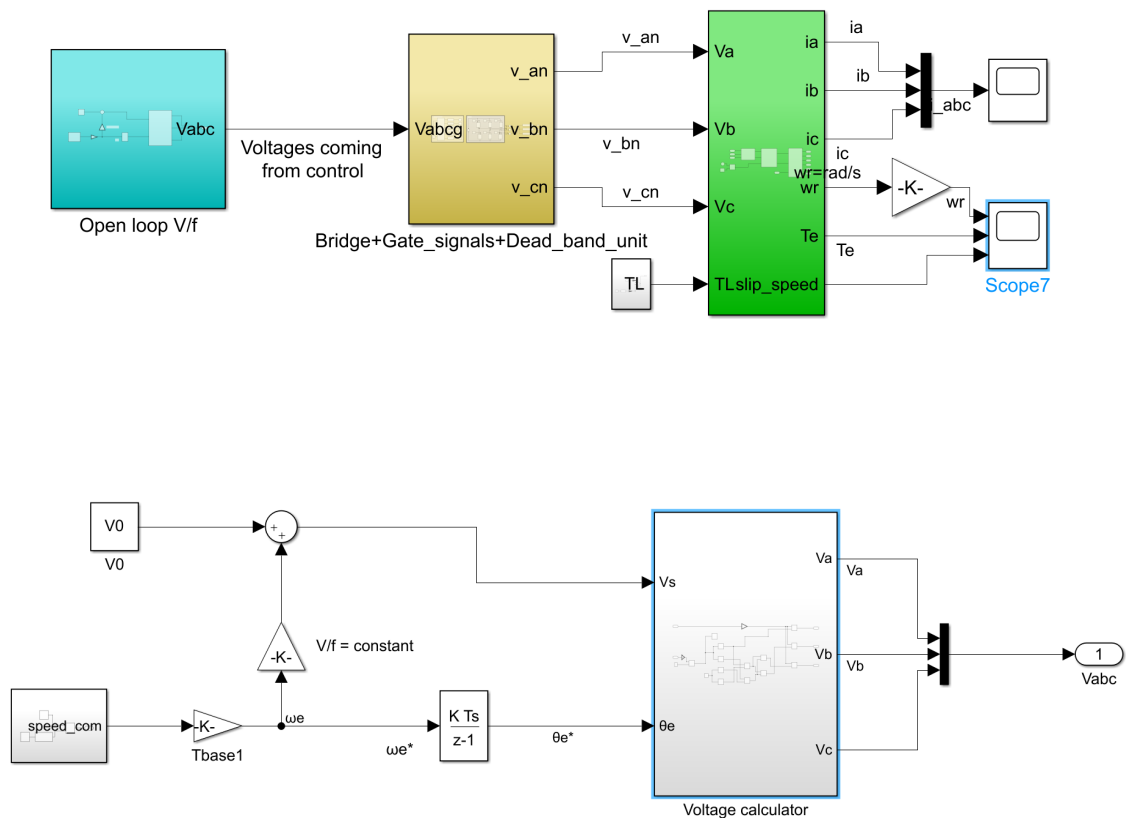 Vabc
Open loop V/f
Voltages coming
from control
Vabcg
v_an
v_bn
v_cn
Bridge+Gate_signals+Dead_band_unit
v_an
v_bn
v_cn
TL
Va
Vb
Vc
TL
ia
ib
ic
wr
Te
slip_speed
ia
ib
ic
i_abc
wr=rad/s
-K-
wr
Te
Scope7
V0
V0
+
+
-K-
V/f = constant
speed_com
-K-
Tbase1
ωe
ωe*
K Ts
z-1
θe*
Vs
θe
Va
Vb
Vc
Voltage calculator
Va
Vb
1
Vabc